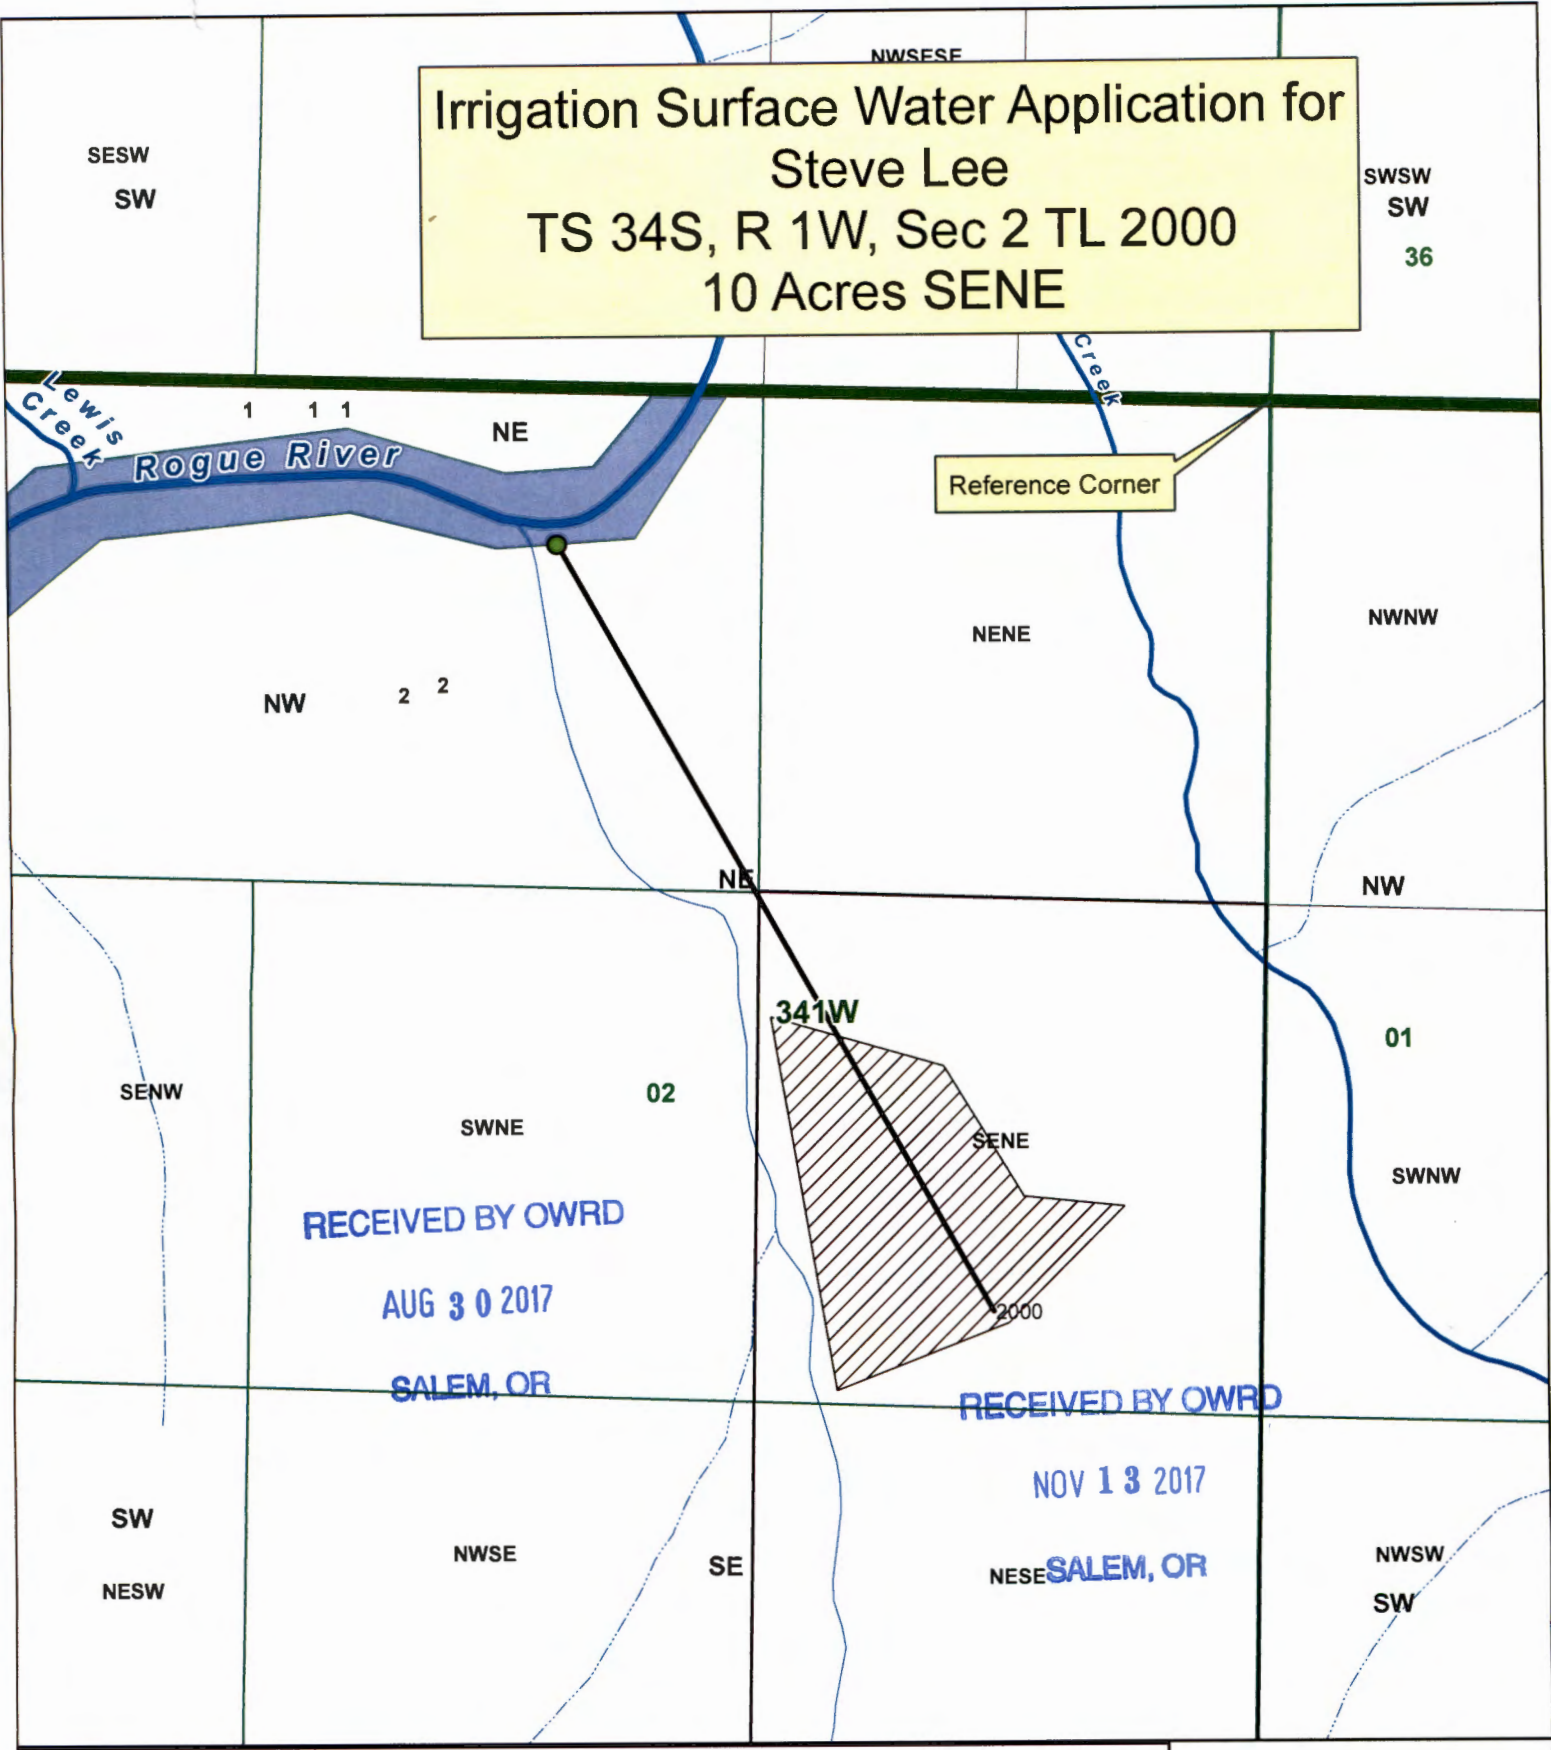 NWSESE
Irrigation Surface Water Application for
Steve Lee
TS 34S, R 1W, Sec 2 TL 2000
10 Acres SENE
SESW
SW
SWSW
SW
36
Creek
Lewis
Creek
1 1 1
NE
Rogue River
Reference Corner
NENE
NWNW
NW
2 2
NE
NW
341W
01
SENW
02
SWNE
SENE
SWNW
RECEIVED BY OWRD
AUG 30 2017
SALEM, OR
2000
RECEIVED BY OWRD
NOV 13 2017
SALEM, OR
SW
NESW
NWSE
SE
NESE
NWSW
SW